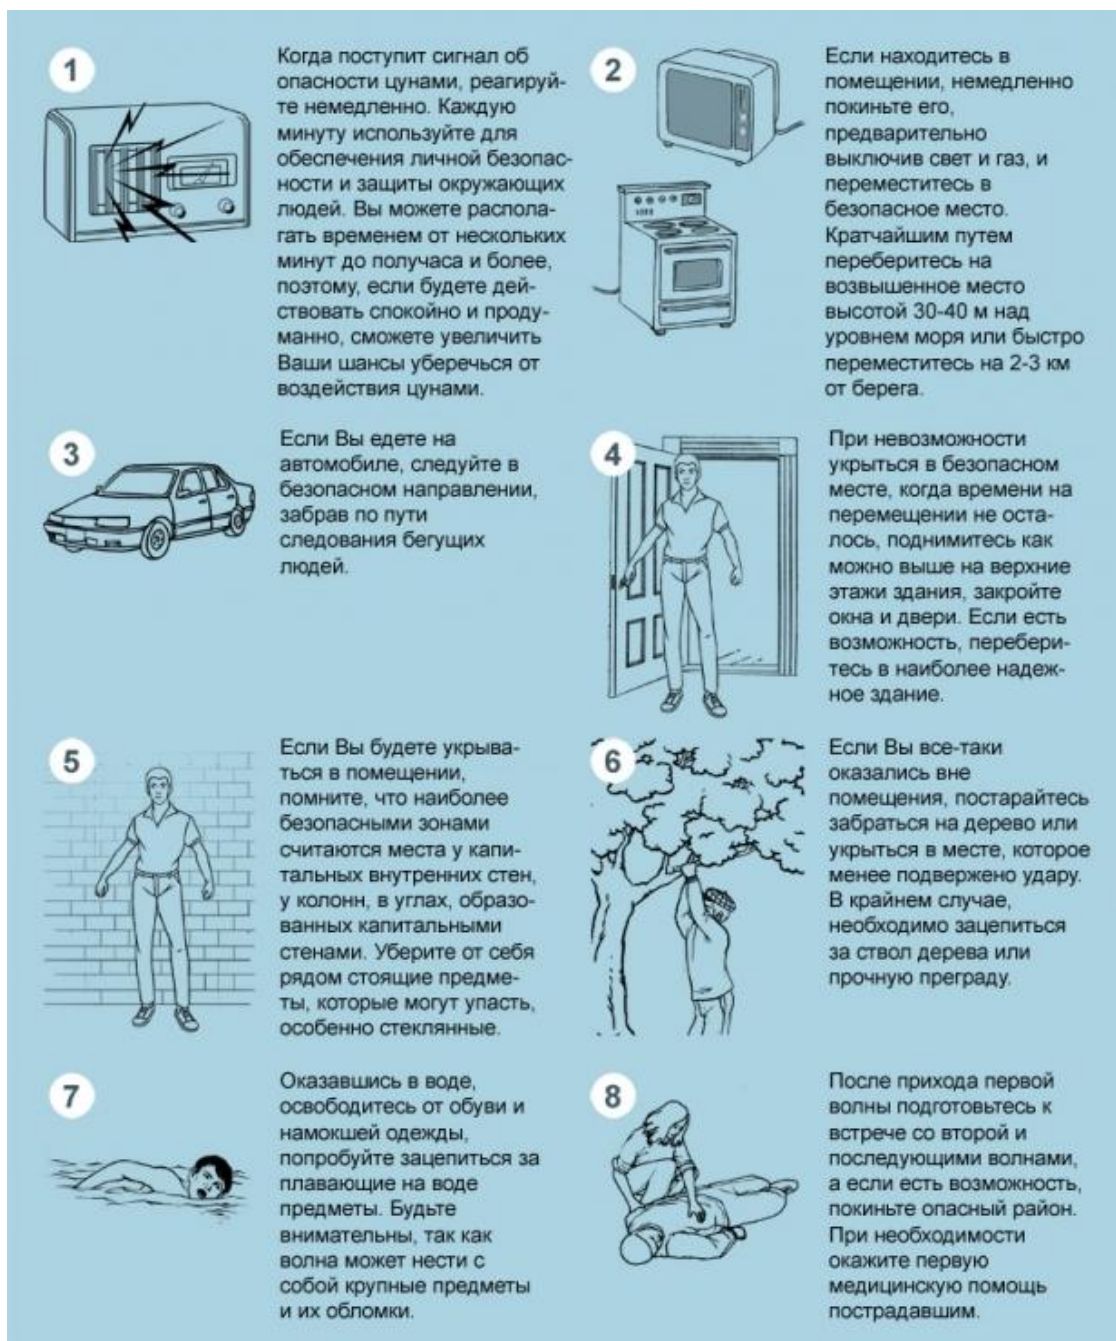 1
Когда поступит сигнал об
опасности цунами, реагируй-
те немедленно. Каждую
минуту используйте для
обеспечения личной безопас-
ности и защиты окружающих
людей. Вы можете распола-
гать временем от нескольких
минут до получаса и более,
поэтому, если будете дей-
ствовать спокойно и проду-
манно, сможете увеличить
Ваши шансы уберечься от
воздействия цунами.
2
Если находитесь в
помещении, немедленно
покиньте его,
предварительно
выключив свет и газ, и
переместитесь в
безопасное место.
Кратчайшим путем
переберитесь на
возвышенное место
высотой 30-40 м над
уровнем моря или быстро
переместитесь на 2-3 км
от берега.
3
Если Вы едете на
автомобиле, следуйте в
безопасном направлении,
забрав по пути
следования бегущих
людей.
4
При невозможности
укрыться в безопасном
месте, когда времени на
перемещении не оста-
лось, поднимитесь как
можно выше на верхние
этажи здания, закройте
окна и двери. Если есть
возможность, перебери-
тесь в наиболее надеж-
ное здание.
5
Если Вы будете укрыва-
ться в помещении,
помните, что наиболее
безопасными зонами
считаются места у капи-
тальных внутренних стен,
у колонн, в углах, образо-
ванных капитальными
стенами. Уберите от себя
рядом стоящие предме-
ты, которые могут упасть,
особенно стеклянные.
6
Если Вы все-таки
оказались вне
помещения, постарайтесь
забраться на дерево или
укрыться в месте, которое
менее подвержено удару.
В крайнем случае,
необходимо зацепиться
за ствол дерева или
прочную преграду.
7
Оказавшись в воде,
освободитесь от обуви и
намокшей одежды,
попробуйте зацепиться за
плавающие на воде
предметы. Будьте
внимательны, так как
волна может нести с
собой крупные предметы
и их обломки.
8
После прихода первой
волны подготовьтесь к
встрече со второй и
последующими волнами,
а если есть возможность,
покиньте опасный район.
При необходимости
окажите первую
медицинскую помощь
пострадавшим.